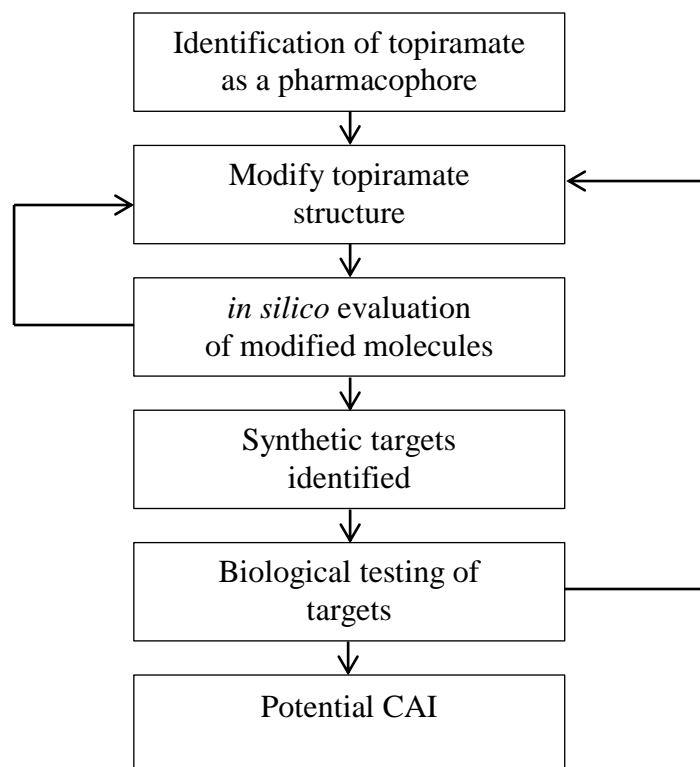 Identification of topiramate
as a pharmacophore
Modify topiramate
structure
in silico evaluation
of modified molecules
Synthetic targets
identified
Biological testing of
targets
Potential CAI